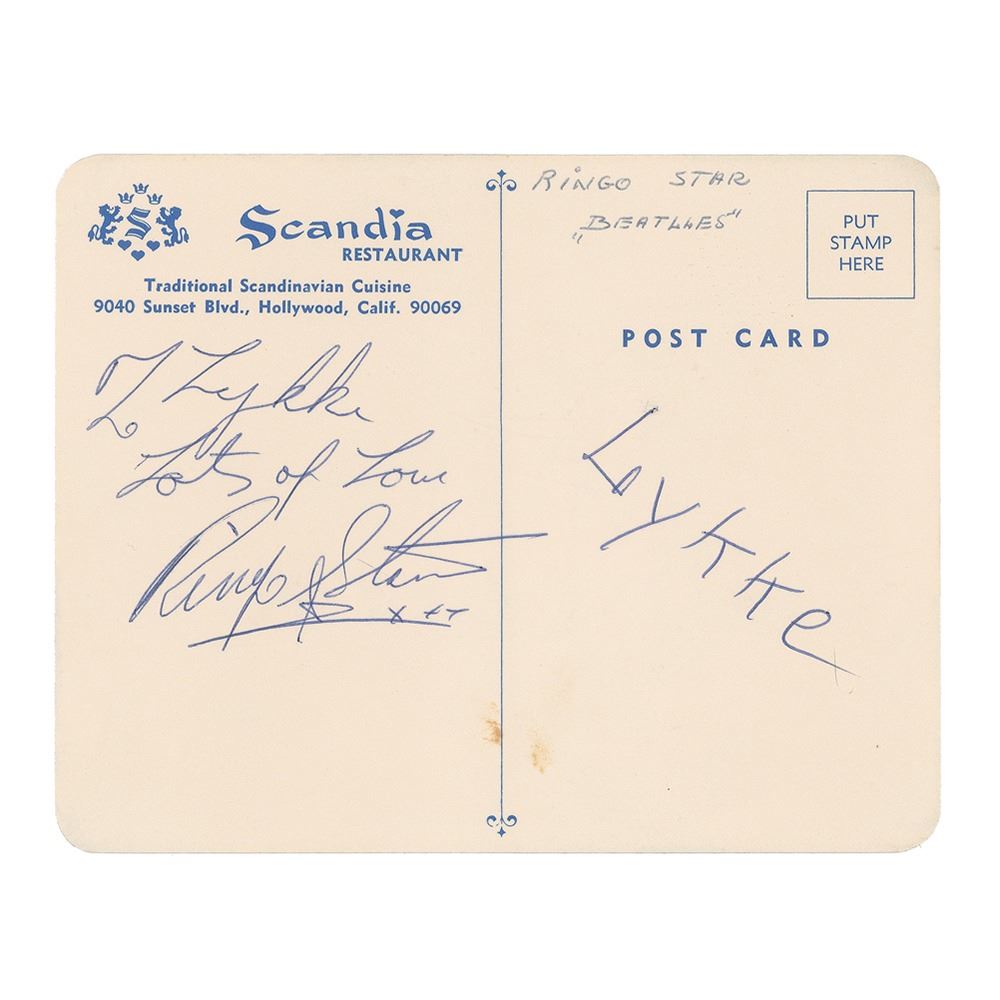 S
Scandia
RESTAURANT
Traditional Scandinavian Cuisine
9040 Sunset Blvd., Hollywood, Calif. 90069
To Lykke
Lots of Love
Ringo Starr
x++
RINGO STAR
"BEATLLES"
PUT
STAMP
HERE
POST CARD
LYKKE